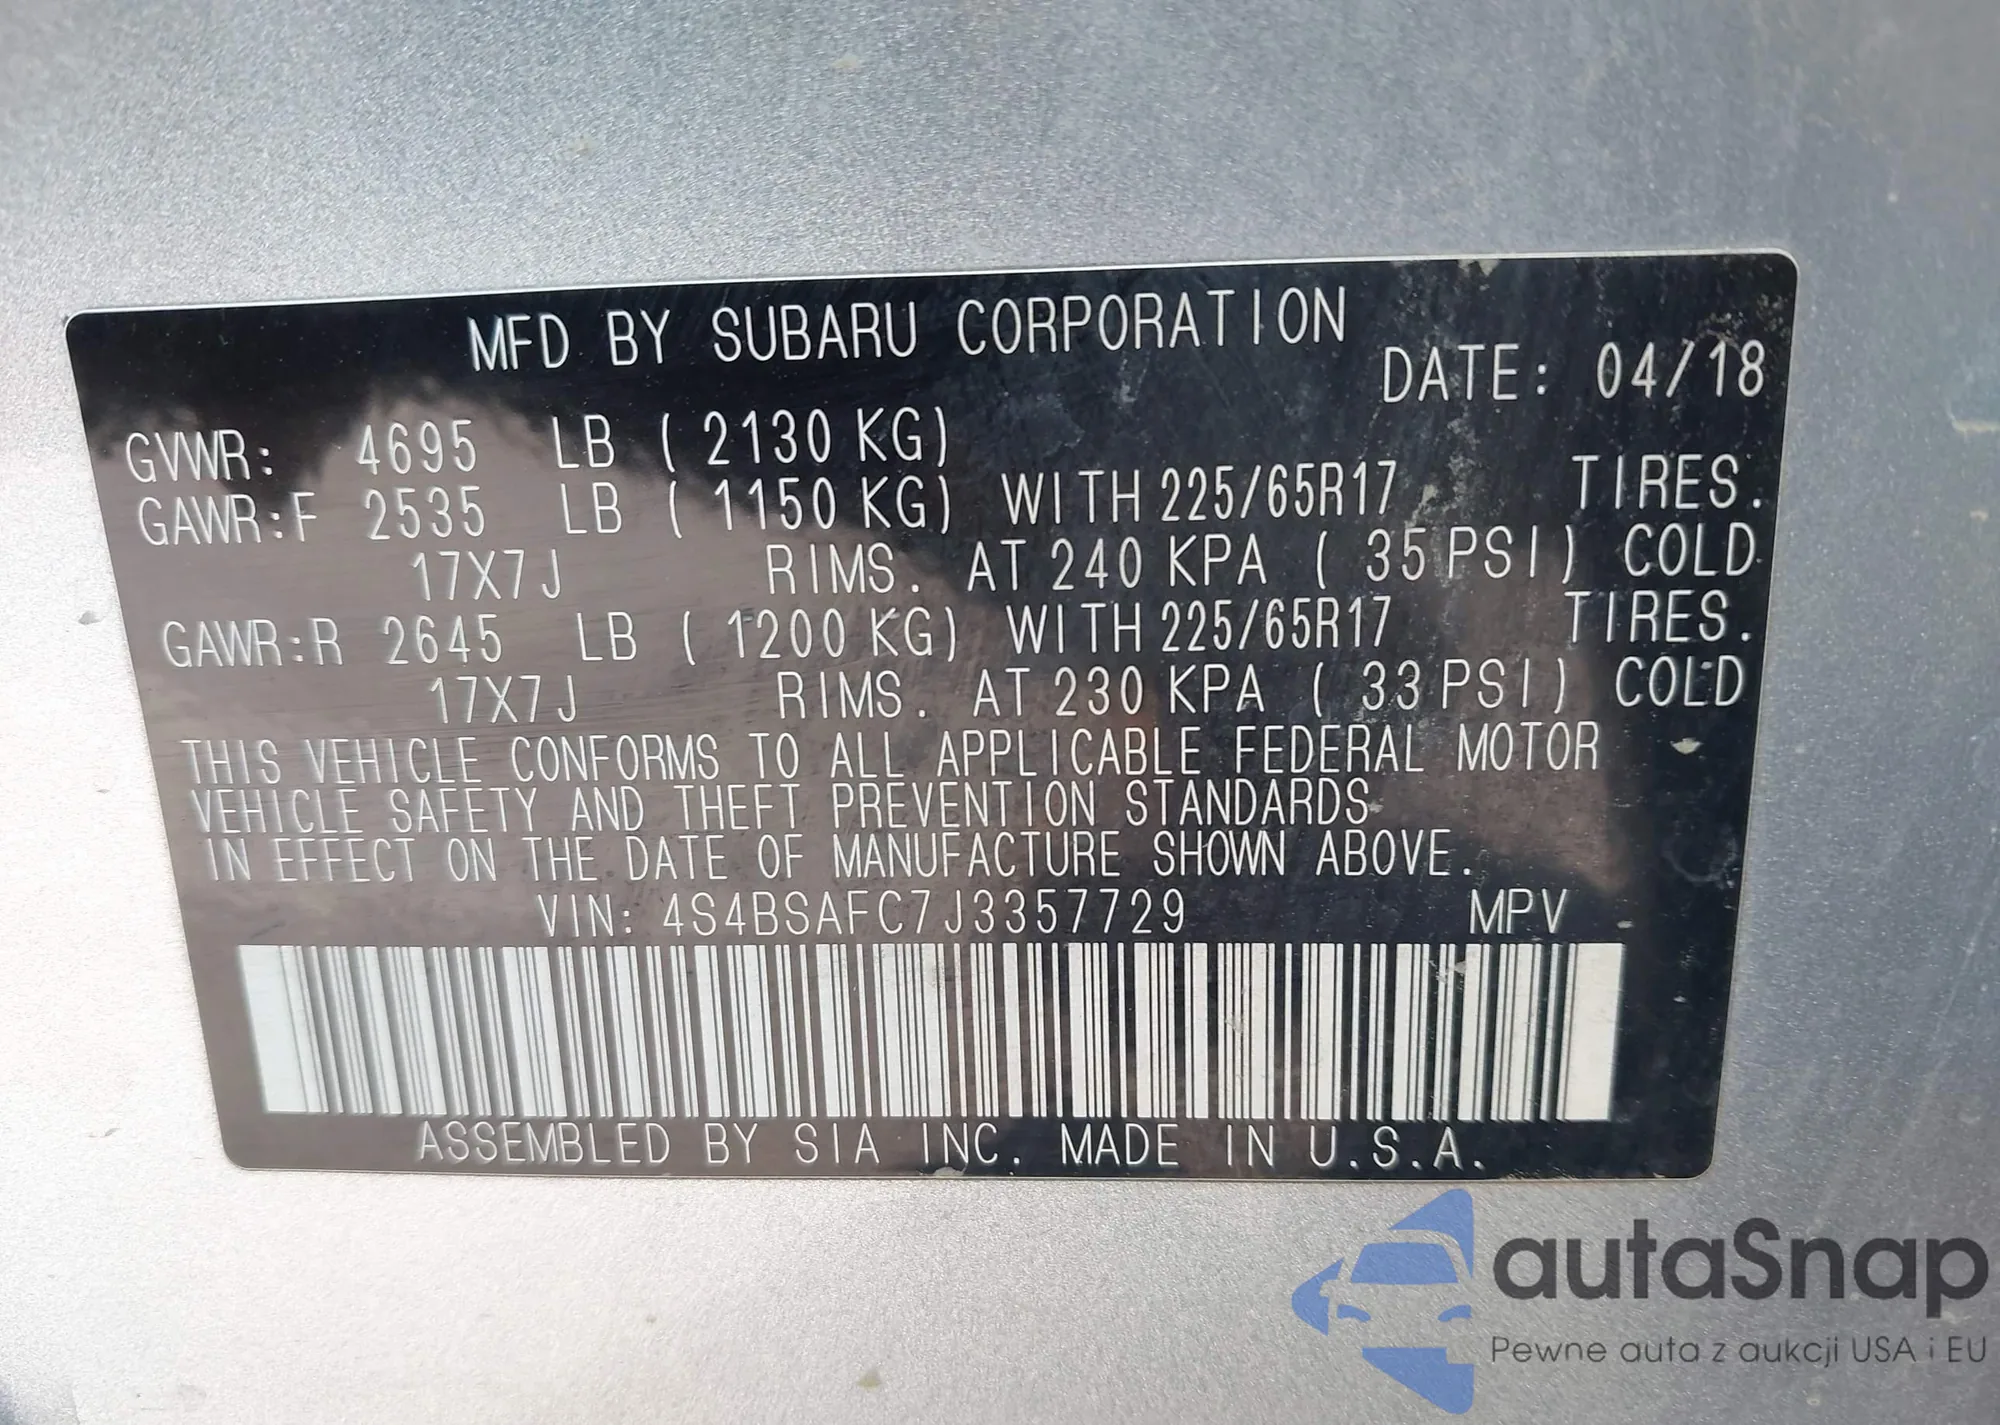 MFD BY SUBARU CORPORATION
DATE: 04/18
GVWR: 4695 LB ( 2130 KG)
GAWR:F 2535 LB ( 1150 KG) WITH 225/65R17 TIRES.
17X7J RIMS. AT 240 KPA ( 35 PSI) COLD
GAWR:R 2645 LB ( 1200 KG) WITH 225/65R17 TIRES.
17X7J RIMS. AT 230 KPA ( 33 PSI) COLD
THIS VEHICLE CONFORMS TO ALL APPLICABLE FEDERAL MOTOR
VEHICLE SAFETY AND THEFT PREVENTION STANDARDS
IN EFFECT ON THE DATE OF MANUFACTURE SHOWN ABOVE.
VIN: 4S4BSAFC7J3357729 MPV
ASSEMBLED BY SIA INC. MADE IN U.S.A.
autaSnap
Pewne auta z aukcji USA i EU